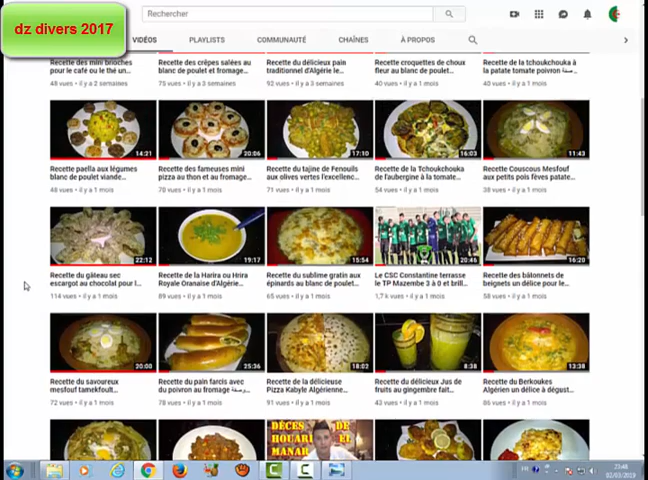 dz divers 2017
Rechercher
VIDÉOS PLAYLISTS COMMUNAUTÉ CHAÎNES À PROPOS
Recette des mini brioches
pour le café ou le thé un...
48 vues • il y a 2 semaines
Recette des crêpes salées au
blanc de poulet et fromage...
75 vues • il y a 3 semaines
Recette du délicieux pain
traditionnel d'Algérie le...
92 vues • il y a 3 semaines
Recette croquettes de choux
fleur au blanc de poulet...
40 vues • il y a 1 mois
Recette de la tchoukchouka à
la patate tomate poivron
40 vues • il y a 1 mois
14:21
Recette paella aux légumes
blanc de poulet viande...
48 vues • il y a 1 mois
20:06
Recette des fameuses mini
pizza au thon et au fromage...
70 vues • il y a 1 mois
17:10
Recette du tajine de Fenouils
aux olives vertes l'excellenc...
71 vues • il y a 1 mois
16:03
Recette de la Tchoukchouka
de l'aubergine à la tomate...
54 vues • il y a 1 mois
11:43
Recette Couscous Mesfouf
aux petits pois fèves patate...
38 vues • il y a 1 mois
22:12
Recette du gâteau sec
escargot au chocolat pour l...
114 vues • il y a 1 mois
19:17
Recette de la Harira ou Hrira
Royale Oranaise d'Algérie...
89 vues • il y a 1 mois
15:54
Recette du sublime gratin aux
épinards au blanc de poulet...
65 vues • il y a 1 mois
20:46
Le CSC Constantine terrasse
le TP Mazembe 3 à 0 et brill...
1,7 k vues • il y a 1 mois
16:20
Recette des bâtonnets de
beignets un délice pour le...
82 vues • il y a 1 mois
20:00
Recette du savoureux
mesfouf tamekfoult...
72 vues • il y a 1 mois
25:36
Recette du pain farcis avec
du poivron au fromage
78 vues • il y a 1 mois
18:02
Recette de la délicieuse
Pizza Kabyle Algérienne...
102 vues • il y a 1 mois
8:38
Recette du délicieux Jus de
fruits au gingembre fait...
43 vues • il y a 1 mois
13:38
Recette du Berkoukes
Algérien un délice à dégust...
86 vues • il y a 1 mois
DÉCES DE
HOUARI EL
MANAR
FR
23:46
02/03/2019